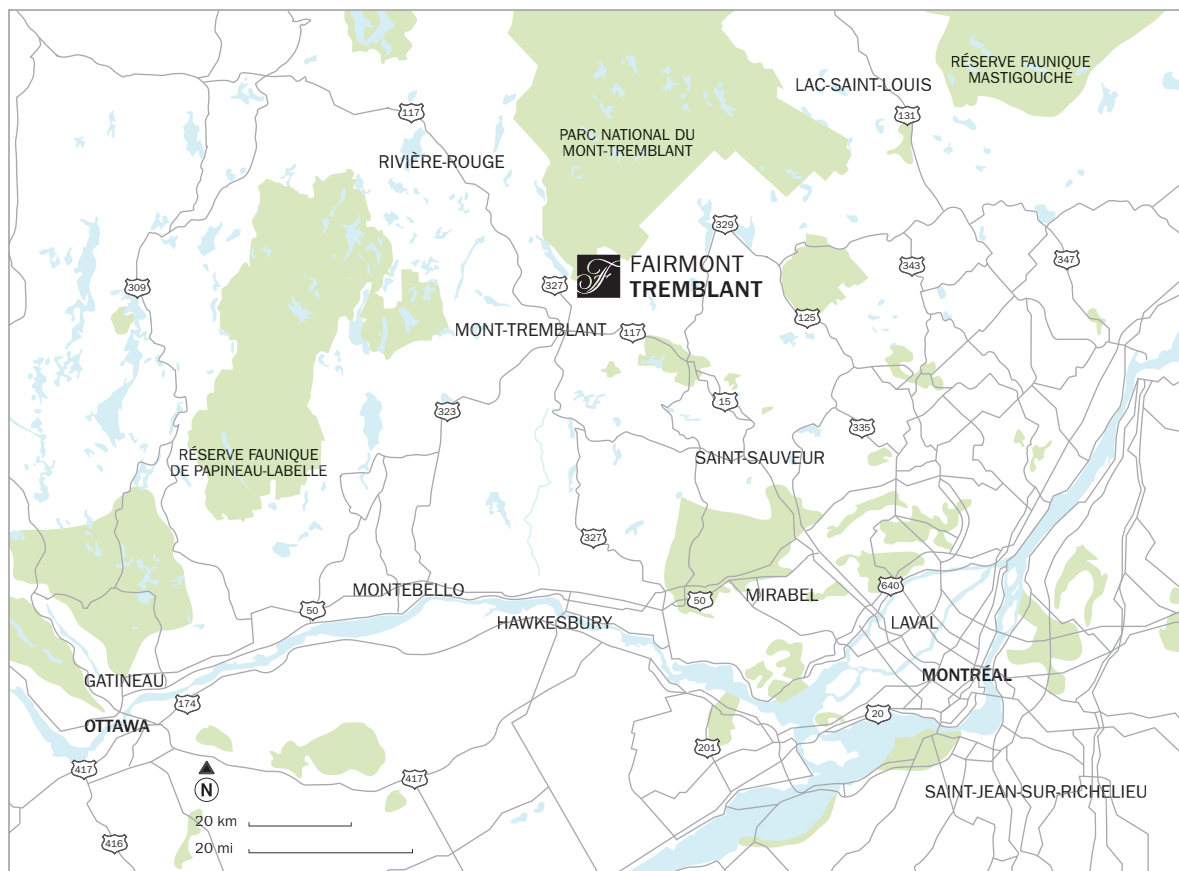 RÉSERVE FAUNIQUE
MASTIGOUCHE
LAC-SAINT-LOUIS
131
117
PARC NATIONAL DU
MONT-TREMBLANT
RIVIÈRE-ROUGE
329
347
343
FAIRMONT
TREMBLANT
F
327
309
125
MONT-TREMBLANT
117
15
323
335
RÉSERVE FAUNIQUE
DE PAPINEAU-LABELLE
SAINT-SAUVEUR
327
640
MONTEBELLO
MIRABEL
50
50
HAWKESBURY
LAVAL
GATINEAU
MONTRÉAL
174
20
OTTAWA
201
417
417
N
SAINT-JEAN-SUR-RICHELIEU
20 km
416
20 mi